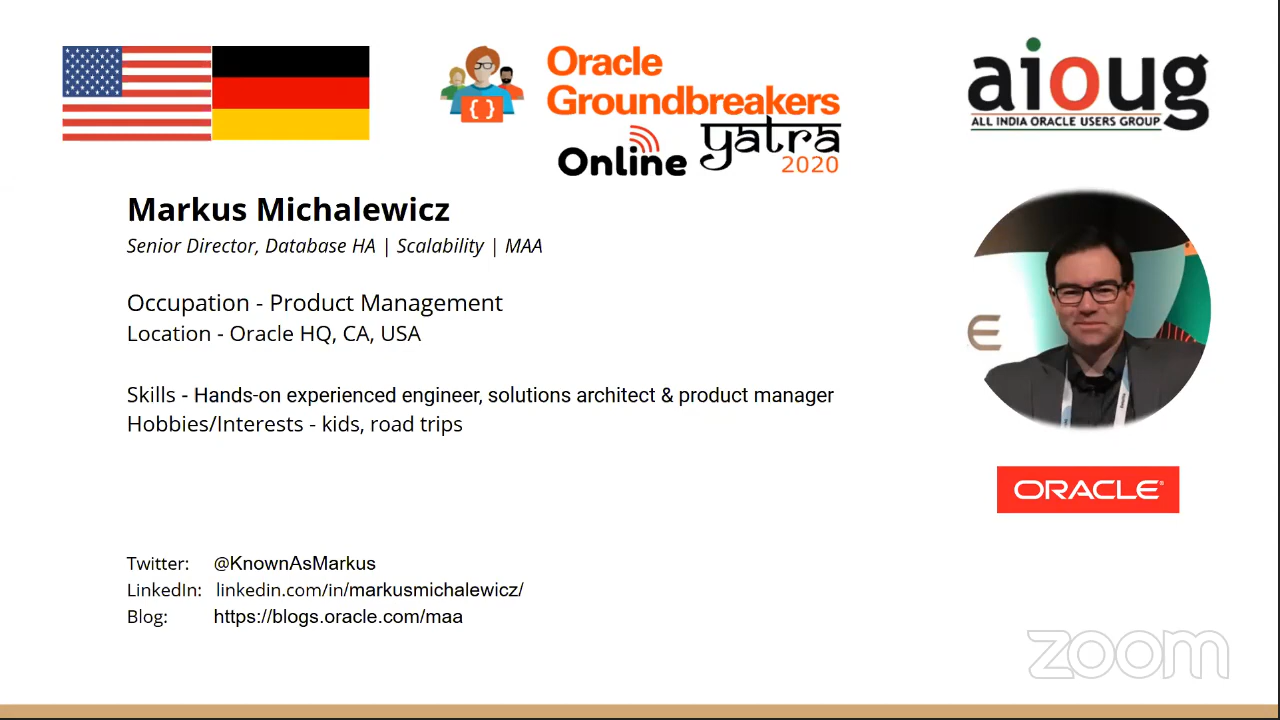 Oracle
Groundbreakers
Online yatra
2020
aioug
ALL INDIA ORACLE USERS GROUP
Markus Michalewicz
Senior Director, Database HA | Scalability | MAA
Occupation - Product Management
Location - Oracle HQ, CA, USA
Skills - Hands-on experienced engineer, solutions architect & product manager
Hobbies/Interests - kids, road trips
E
ORACLE®
Twitter: @KnownAsMarkus
LinkedIn: linkedin.com/in/markusmichalewicz/
Blog: https://blogs.oracle.com/maa
zoom